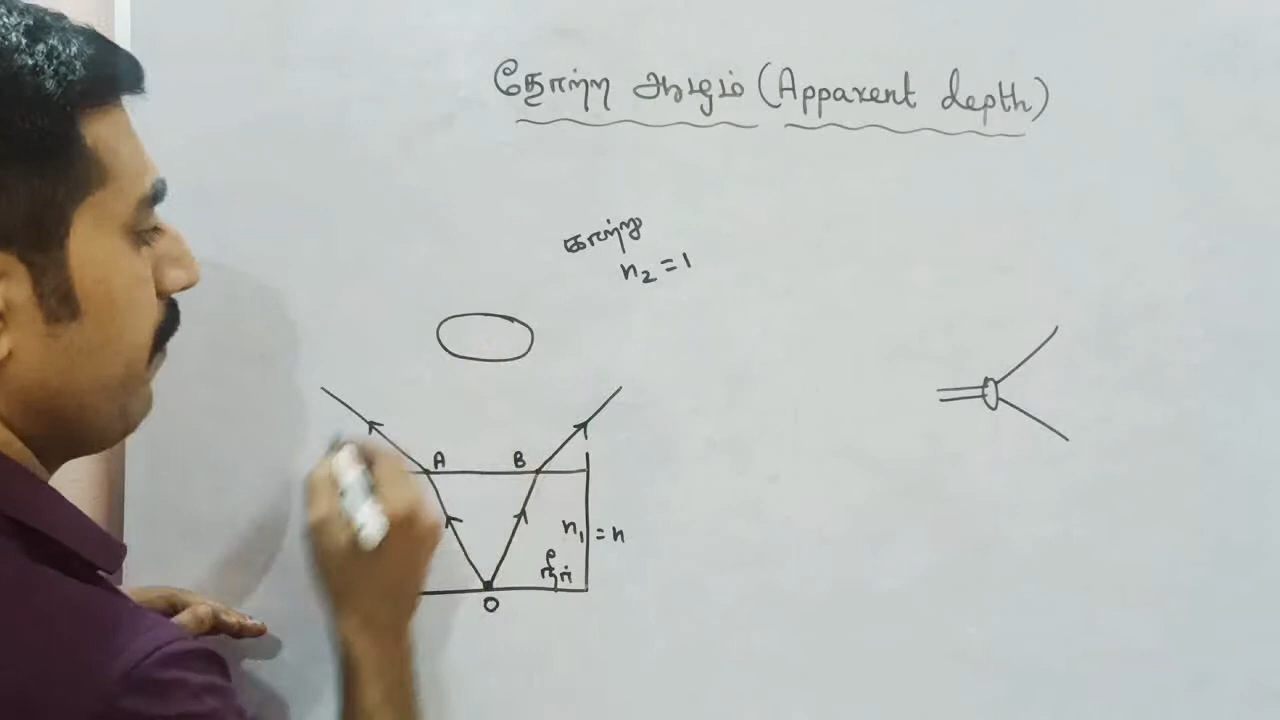 தோற்ற ஆழம் (Apparent depth)
காற்று
n₂ = 1
A B
n₁ = n
நீர்
O